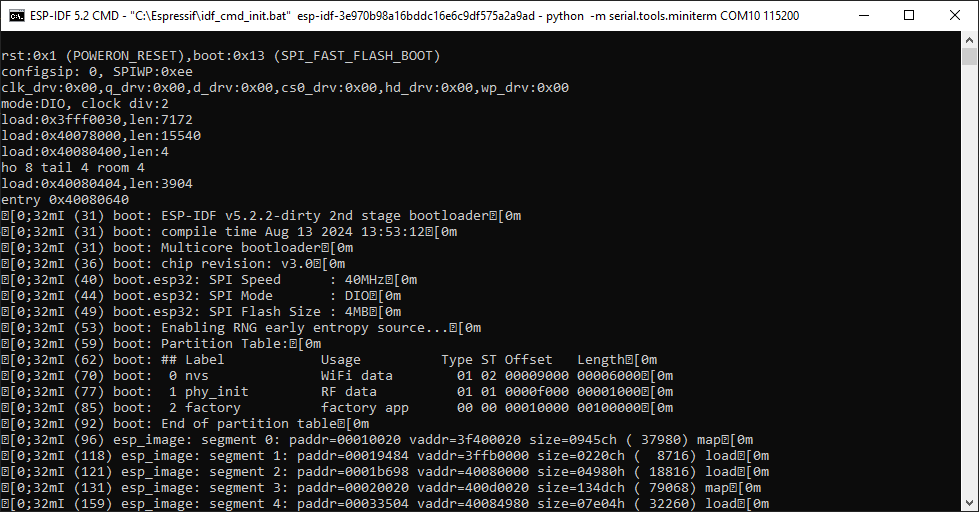 ESP-IDF 5.2 CMD - "C:\Espressif\idf_cmd_init.bat"  esp-idf-3e970b98a16bddc16e6c9df575a2a9ad - python  -m serial.tools.miniterm COM10 115200
rst:0x1 (POWERON_RESET),boot:0x13 (SPI_FAST_FLASH_BOOT)
configsip: 0, SPIWP:0xee
clk_drv:0x00,q_drv:0x00,d_drv:0x00,cs0_drv:0x00,hd_drv:0x00,wp_drv:0x00
mode:DIO, clock div:2
load:0x3fff0030,len:7172
load:0x40078000,len:15540
load:0x40080400,len:4
ho 8 tail 4 room 4
load:0x40080404,len:3904
entry 0x40080640
␛[0;32mI (31) boot: ESP-IDF v5.2.2-dirty 2nd stage bootloader␛[0m
␛[0;32mI (31) boot: compile time Aug 13 2024 13:53:12␛[0m
␛[0;32mI (31) boot: Multicore bootloader␛[0m
␛[0;32mI (36) boot: chip revision: v3.0␛[0m
␛[0;32mI (40) boot.esp32: SPI Speed      : 40MHz␛[0m
␛[0;32mI (44) boot.esp32: SPI Mode       : DIO␛[0m
␛[0;32mI (49) boot.esp32: SPI Flash Size : 4MB␛[0m
␛[0;32mI (53) boot: Enabling RNG early entropy source...␛[0m
␛[0;32mI (59) boot: Partition Table:␛[0m
␛[0;32mI (62) boot: ## Label            Usage          Type ST Offset   Length␛[0m
␛[0;32mI (70) boot:  0 nvs              WiFi data        01 02 00009000 00006000␛[0m
␛[0;32mI (77) boot:  1 phy_init         RF data          01 01 0000f000 00001000␛[0m
␛[0;32mI (85) boot:  2 factory          factory app      00 00 00010000 00100000␛[0m
␛[0;32mI (92) boot: End of partition table␛[0m
␛[0;32mI (96) esp_image: segment 0: paddr=00010020 vaddr=3f400020 size=0945ch ( 37980) map␛[0m
␛[0;32mI (118) esp_image: segment 1: paddr=00019484 vaddr=3ffb0000 size=0220ch (  8716) load␛[0m
␛[0;32mI (121) esp_image: segment 2: paddr=0001b698 vaddr=40080000 size=04980h ( 18816) load␛[0m
␛[0;32mI (131) esp_image: segment 3: paddr=00020020 vaddr=400d0020 size=134dch ( 79068) map␛[0m
␛[0;32mI (159) esp_image: segment 4: paddr=00033504 vaddr=40084980 size=07e04h ( 32260) load␛[0m